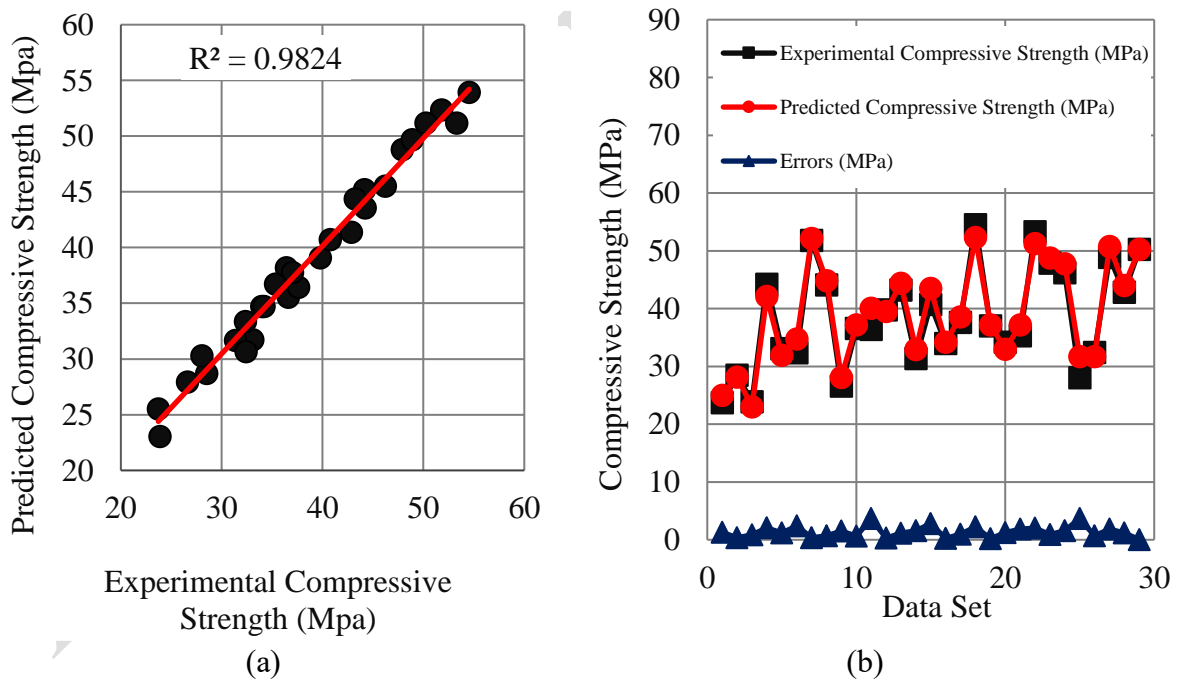 R² = 0.9824
Predicted Compressive Strength (Mpa)
60
55
50
45
40
35
30
25
20
20 30 40 50 60
Experimental Compressive
Strength (Mpa)
(a)
Compressive Strength (MPa)
90
80
70
60
50
40
30
20
10
0
Experimental Compressive Strength (MPa)
Predicted Compressive Strength (MPa)
Errors (MPa)
0 10 20 30
Data Set
(b)